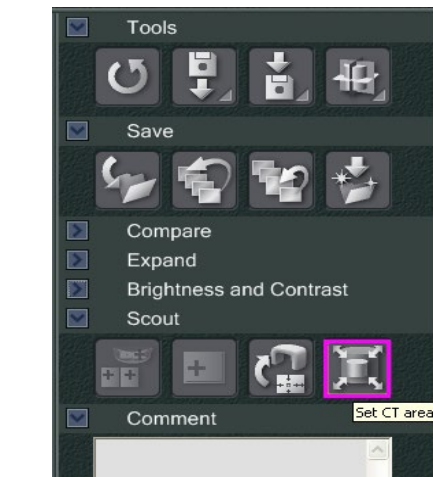 Tools
Save
Compare
Expand
Brightness and Contrast
Scout
Set CT area
Comment